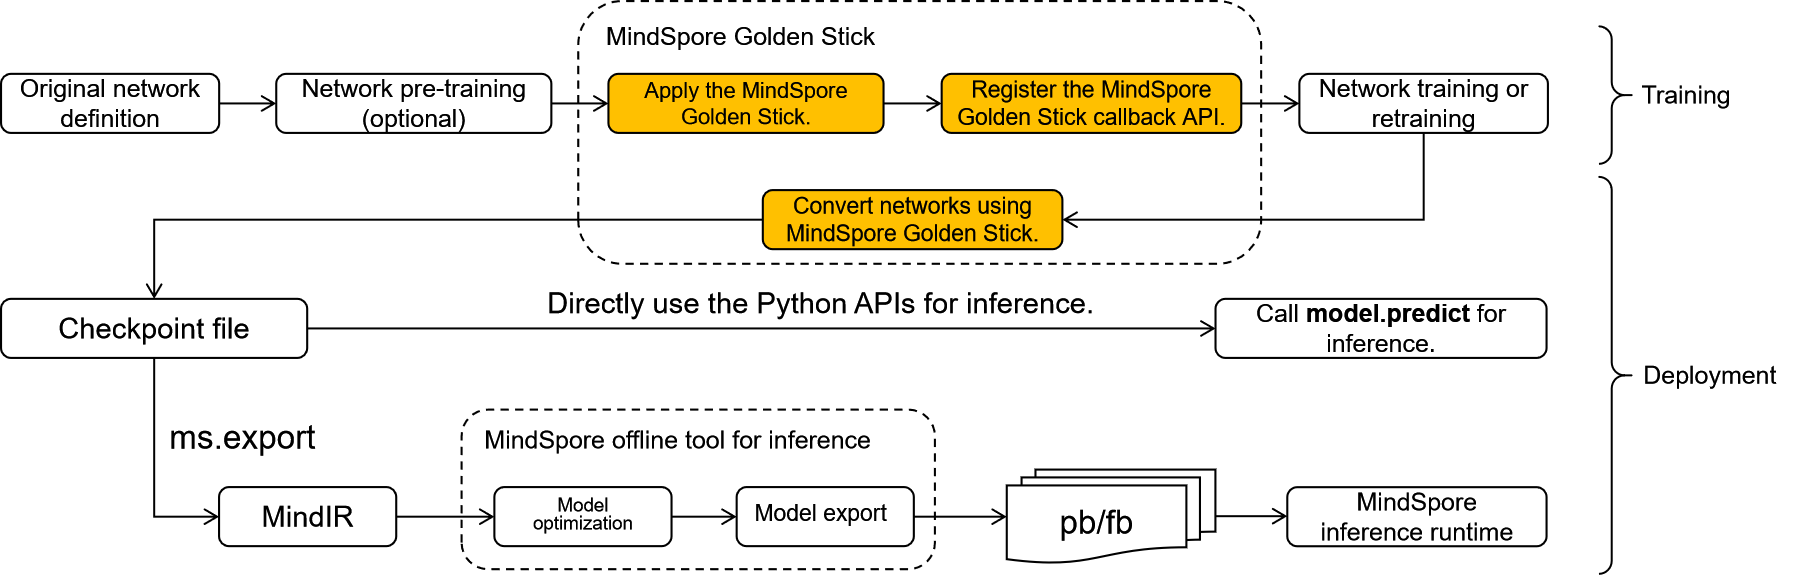 MindSpore Golden Stick
Original network
definition
Network pre-training
(optional)
Apply the MindSpore
Golden Stick.
Register the MindSpore
Golden Stick callback API.
Network training or
retraining
Training
Convert networks using
MindSpore Golden Stick.
Directly use the Python APIs for inference.
Checkpoint file
Call model.predict for
inference.
Deployment
ms.export
MindSpore offline tool for inference
MindIR
Model
optimization
Model export
pb/fb
MindSpore
inference runtime